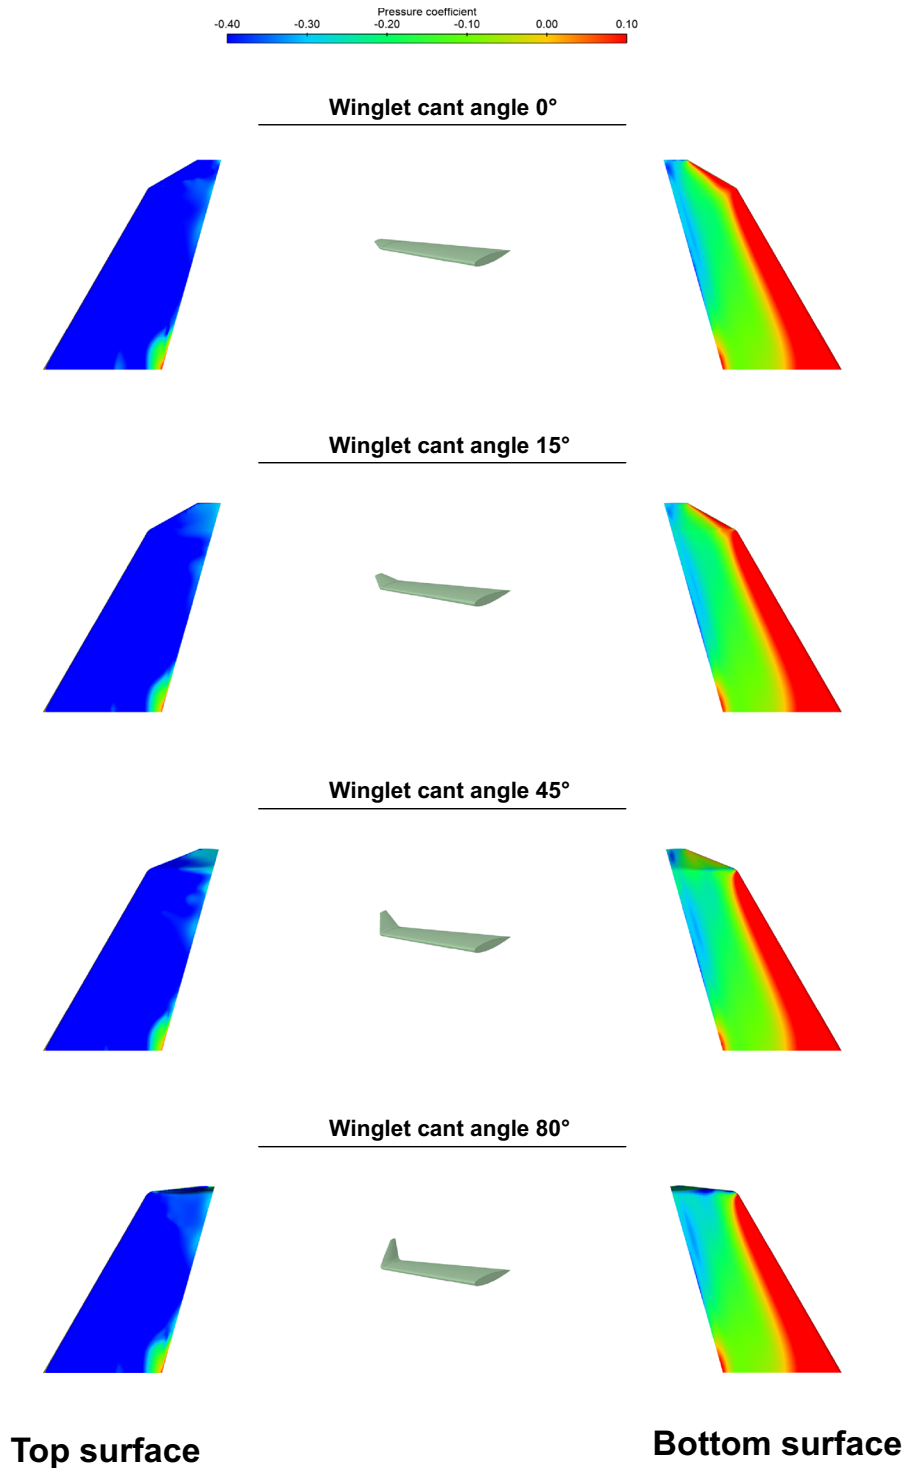 Pressure coefficient
-0.40 -0.30 -0.20 -0.10 0.00 0.10
Winglet cant angle 0°
Winglet cant angle 15°
Winglet cant angle 45°
Winglet cant angle 80°
Top surface
Bottom surface